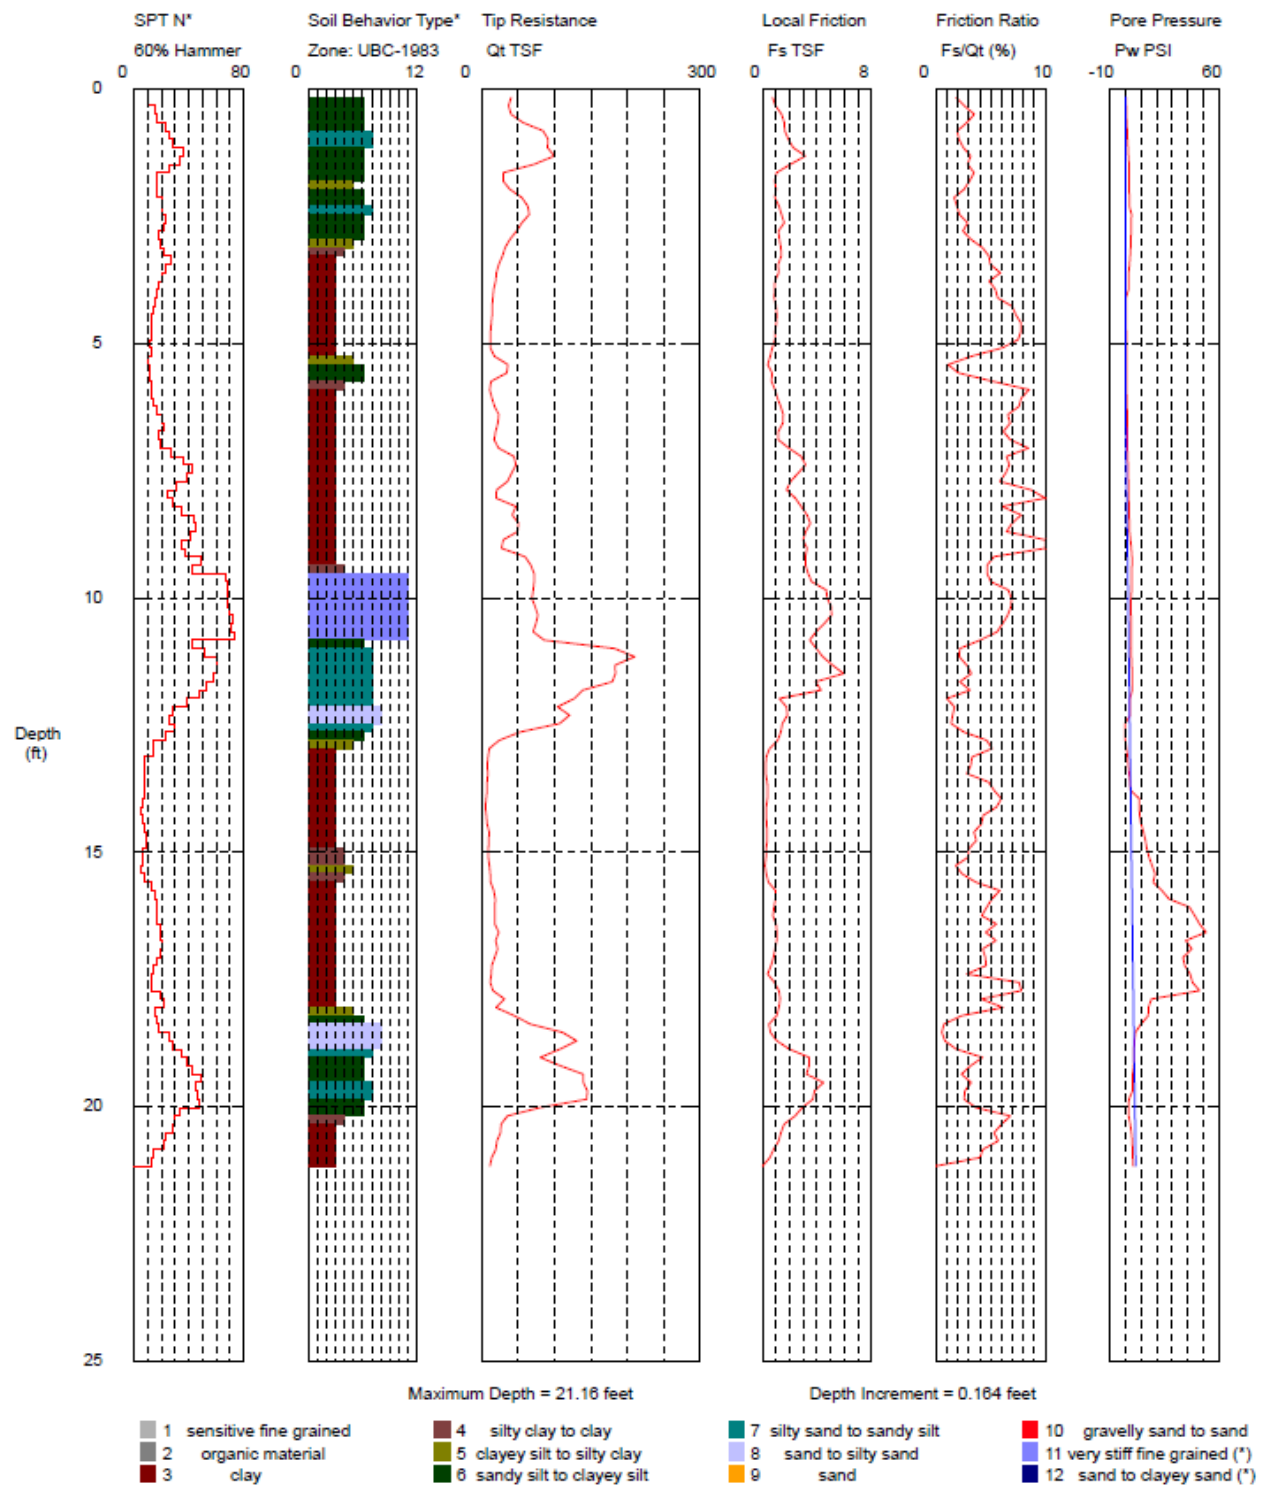 SPT N* Soil Behavior Type* Tip Resistance Local Friction Friction Ratio Pore Pressure
60% Hammer Zone: UBC-1983 Qt TSF Fs TSF Fs/Qt (%) Pw PSI
0 80 0 12 0 300 0 8 0 10 -10 60
0
5
10
Depth
(ft)
15
20
25
Maximum Depth = 21.16 feet Depth Increment = 0.164 feet
1 sensitive fine grained 4 silty clay to clay 7 silty sand to sandy silt 10 gravelly sand to sand
2 organic material 5 clayey silt to silty clay 8 sand to silty sand 11 very stiff fine grained (*)
3 clay 6 sandy silt to clayey silt 9 sand 12 sand to clayey sand (*)